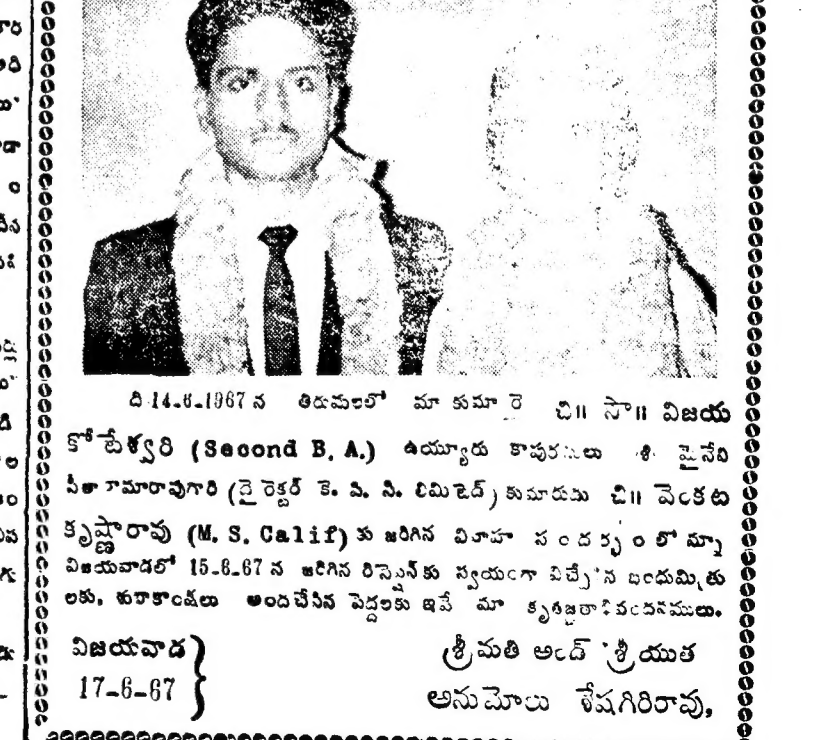 ది 14-6-1967 న తిరుమలలో మా కుమార్తె చి॥ సౌ॥ విజయ
కోటేశ్వరి (Second B. A.) ఉయ్యూరు కాపురస్తులు శ్రీ మైనేని
సీతారామారావుగారి (డైరెక్టర్ కె. సి. పి. లిమిటెడ్) కుమారుడు చి॥ వెంకట
కృష్ణారావు (M. S. Calif) కు జరిగిన వివాహ సందర్భంలోనూ
విజయవాడలో 15-6-67 న జరిగిన రిసెప్షన్‌కు స్వయంగా విచ్చేసిన బంధుమిత్రు
లకు, శుభాకాంక్షలు అందచేసిన పెద్దలకు ఇవే మా కృతజ్ఞతాభివందనములు.
విజయవాడ
17-6-67
శ్రీమతి అండ్ శ్రీయుత
అనుమోలు శేషగిరిరావు,